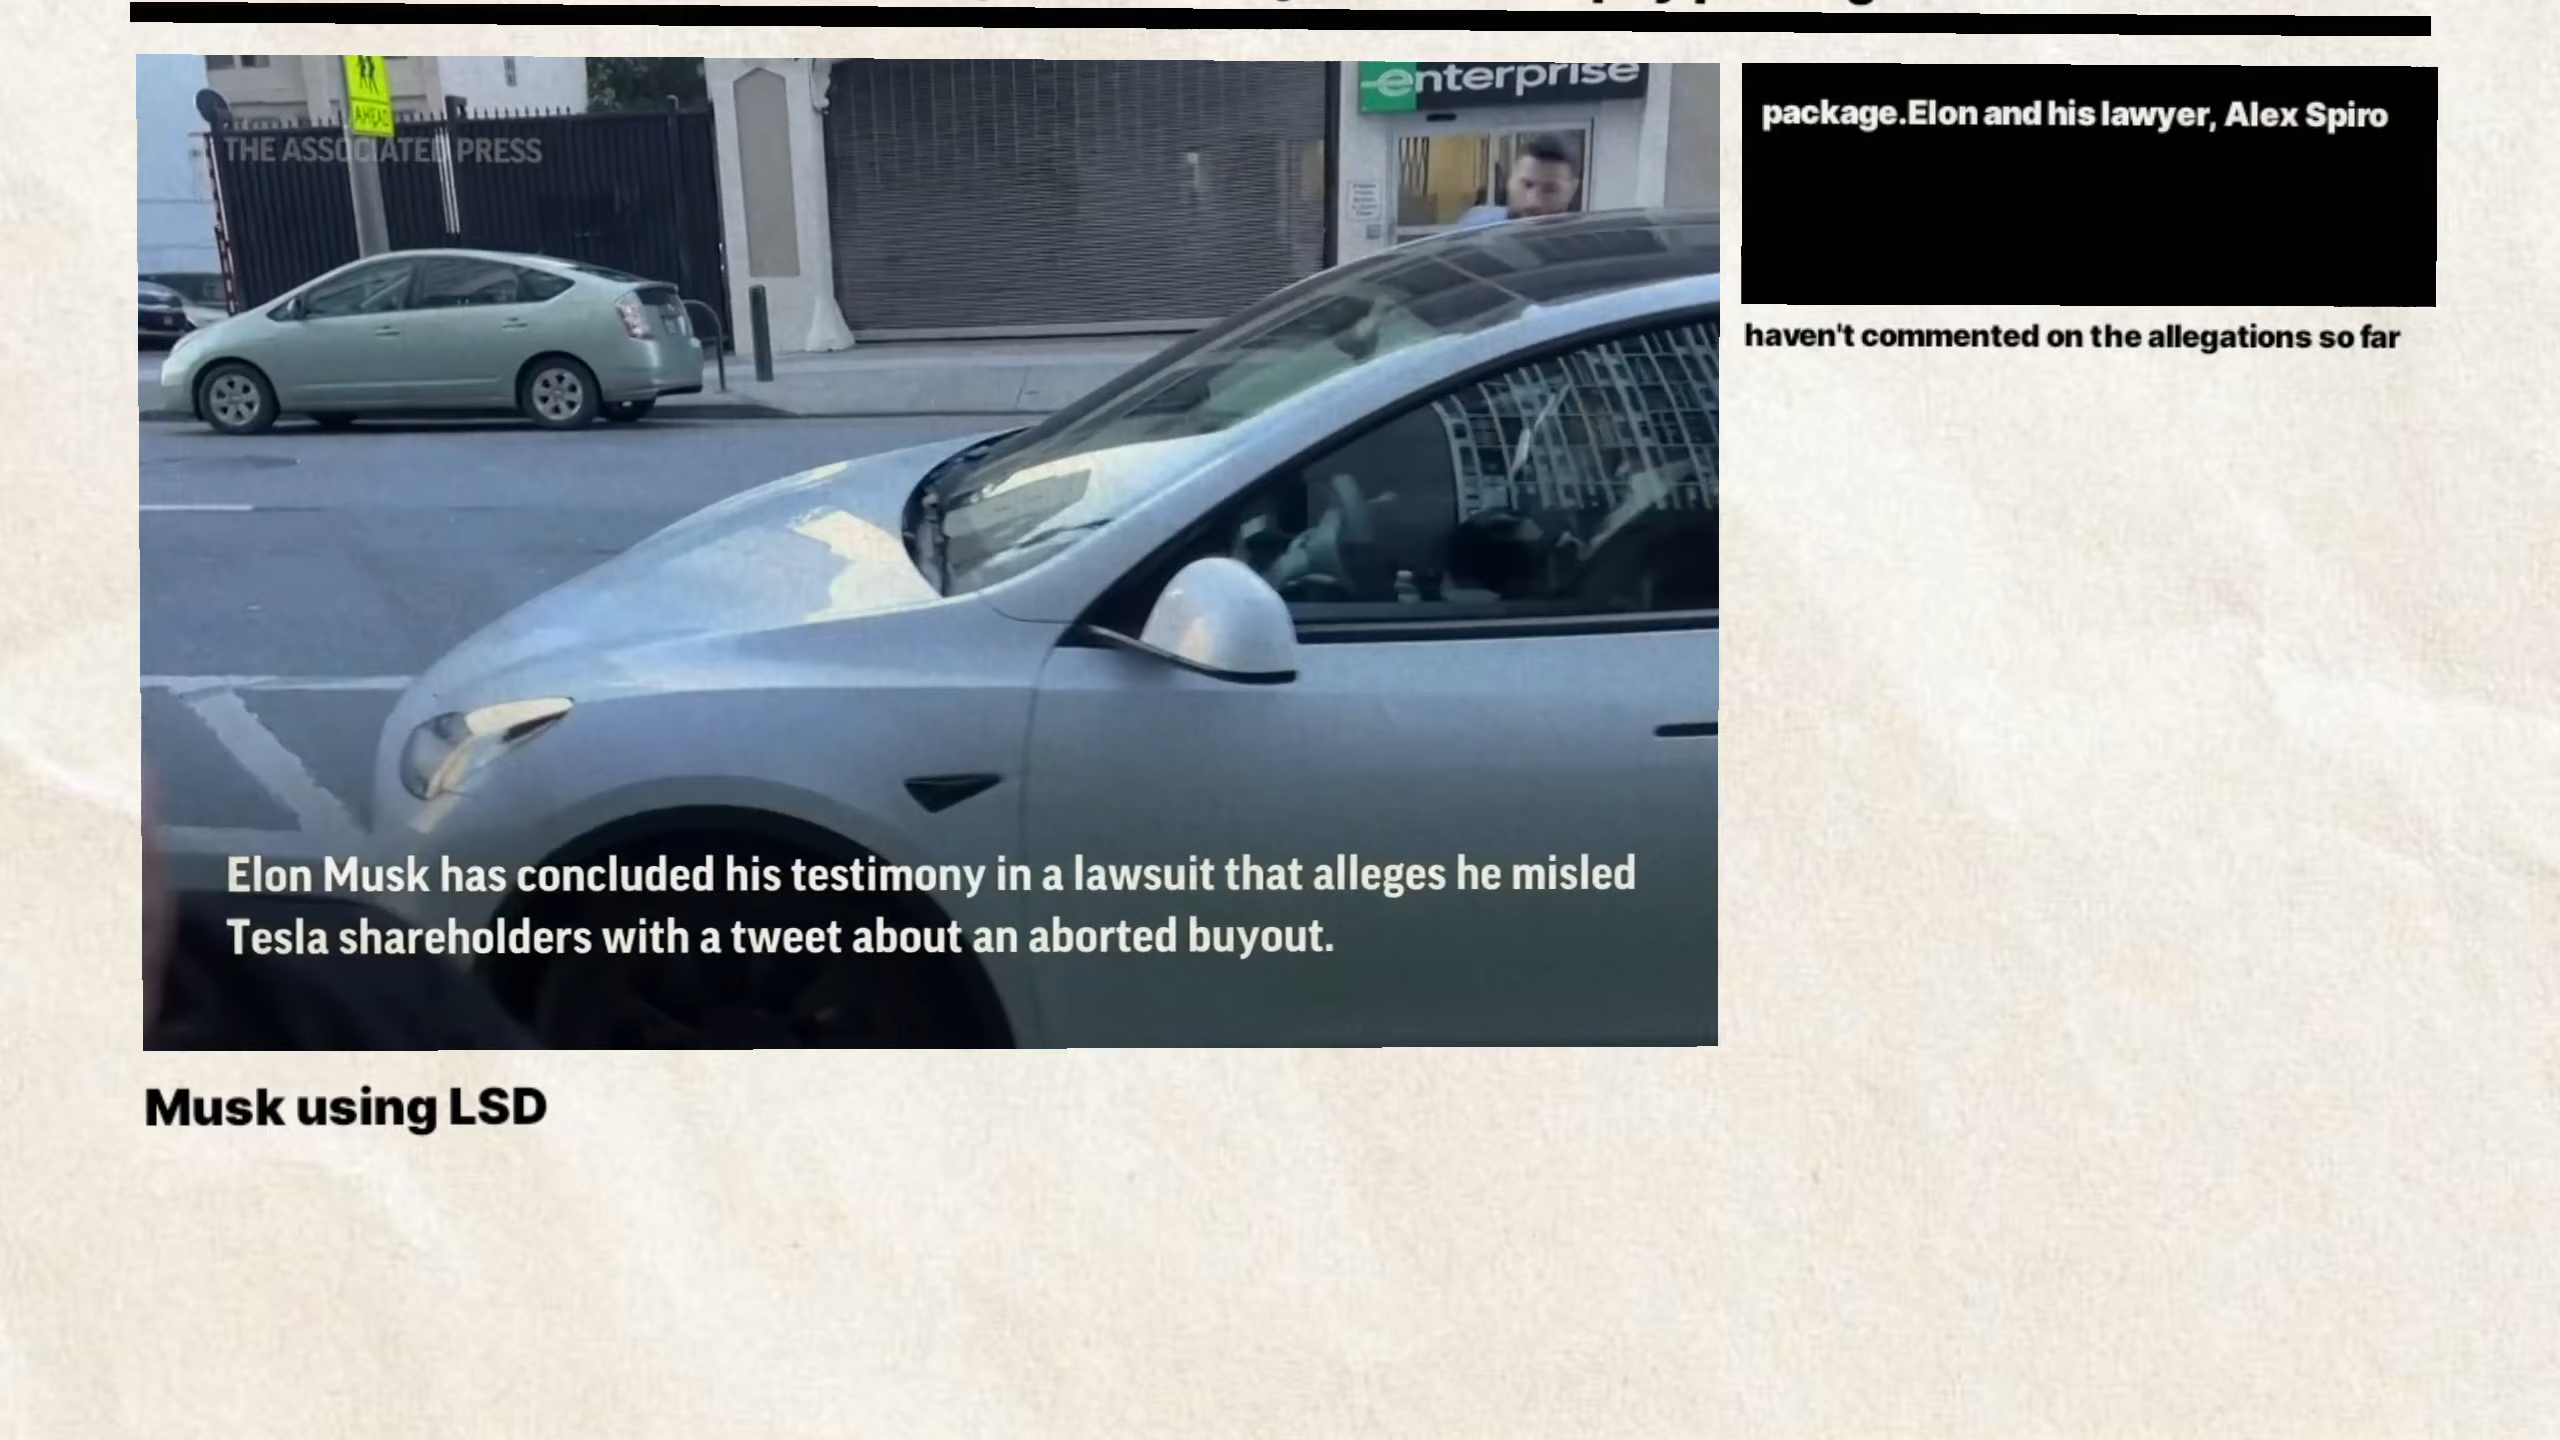 enterprise
AHEAD
THE ASSOCIATED PRESS
Elon Musk has concluded his testimony in a lawsuit that alleges he misled
Tesla shareholders with a tweet about an aborted buyout.
package.Elon and his lawyer, Alex Spiro
haven't commented on the allegations so far
Musk using LSD